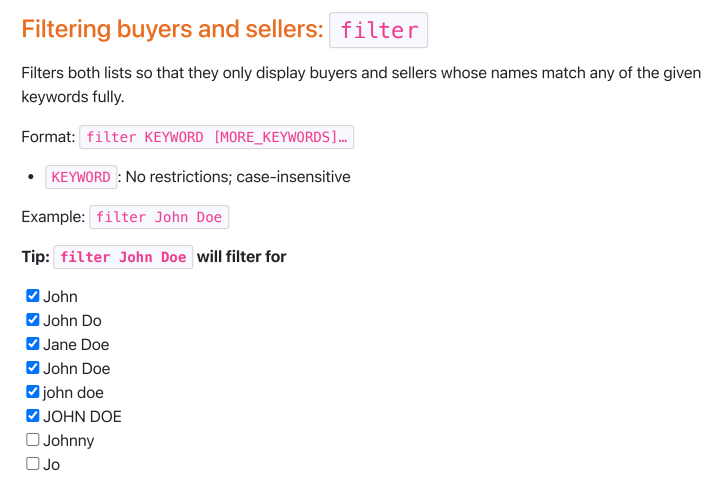 Filtering buyers and sellers: filter
Filters both lists so that they only display buyers and sellers whose names match any of the given
keywords fully.
Format: filter KEYWORD [MORE_KEYWORDS]…
• KEYWORD: No restrictions; case-insensitive
Example: filter John Doe
Tip: filter John Doe will filter for
John
John Do
Jane Doe
John Doe
john doe
JOHN DOE
Johnny
Jo